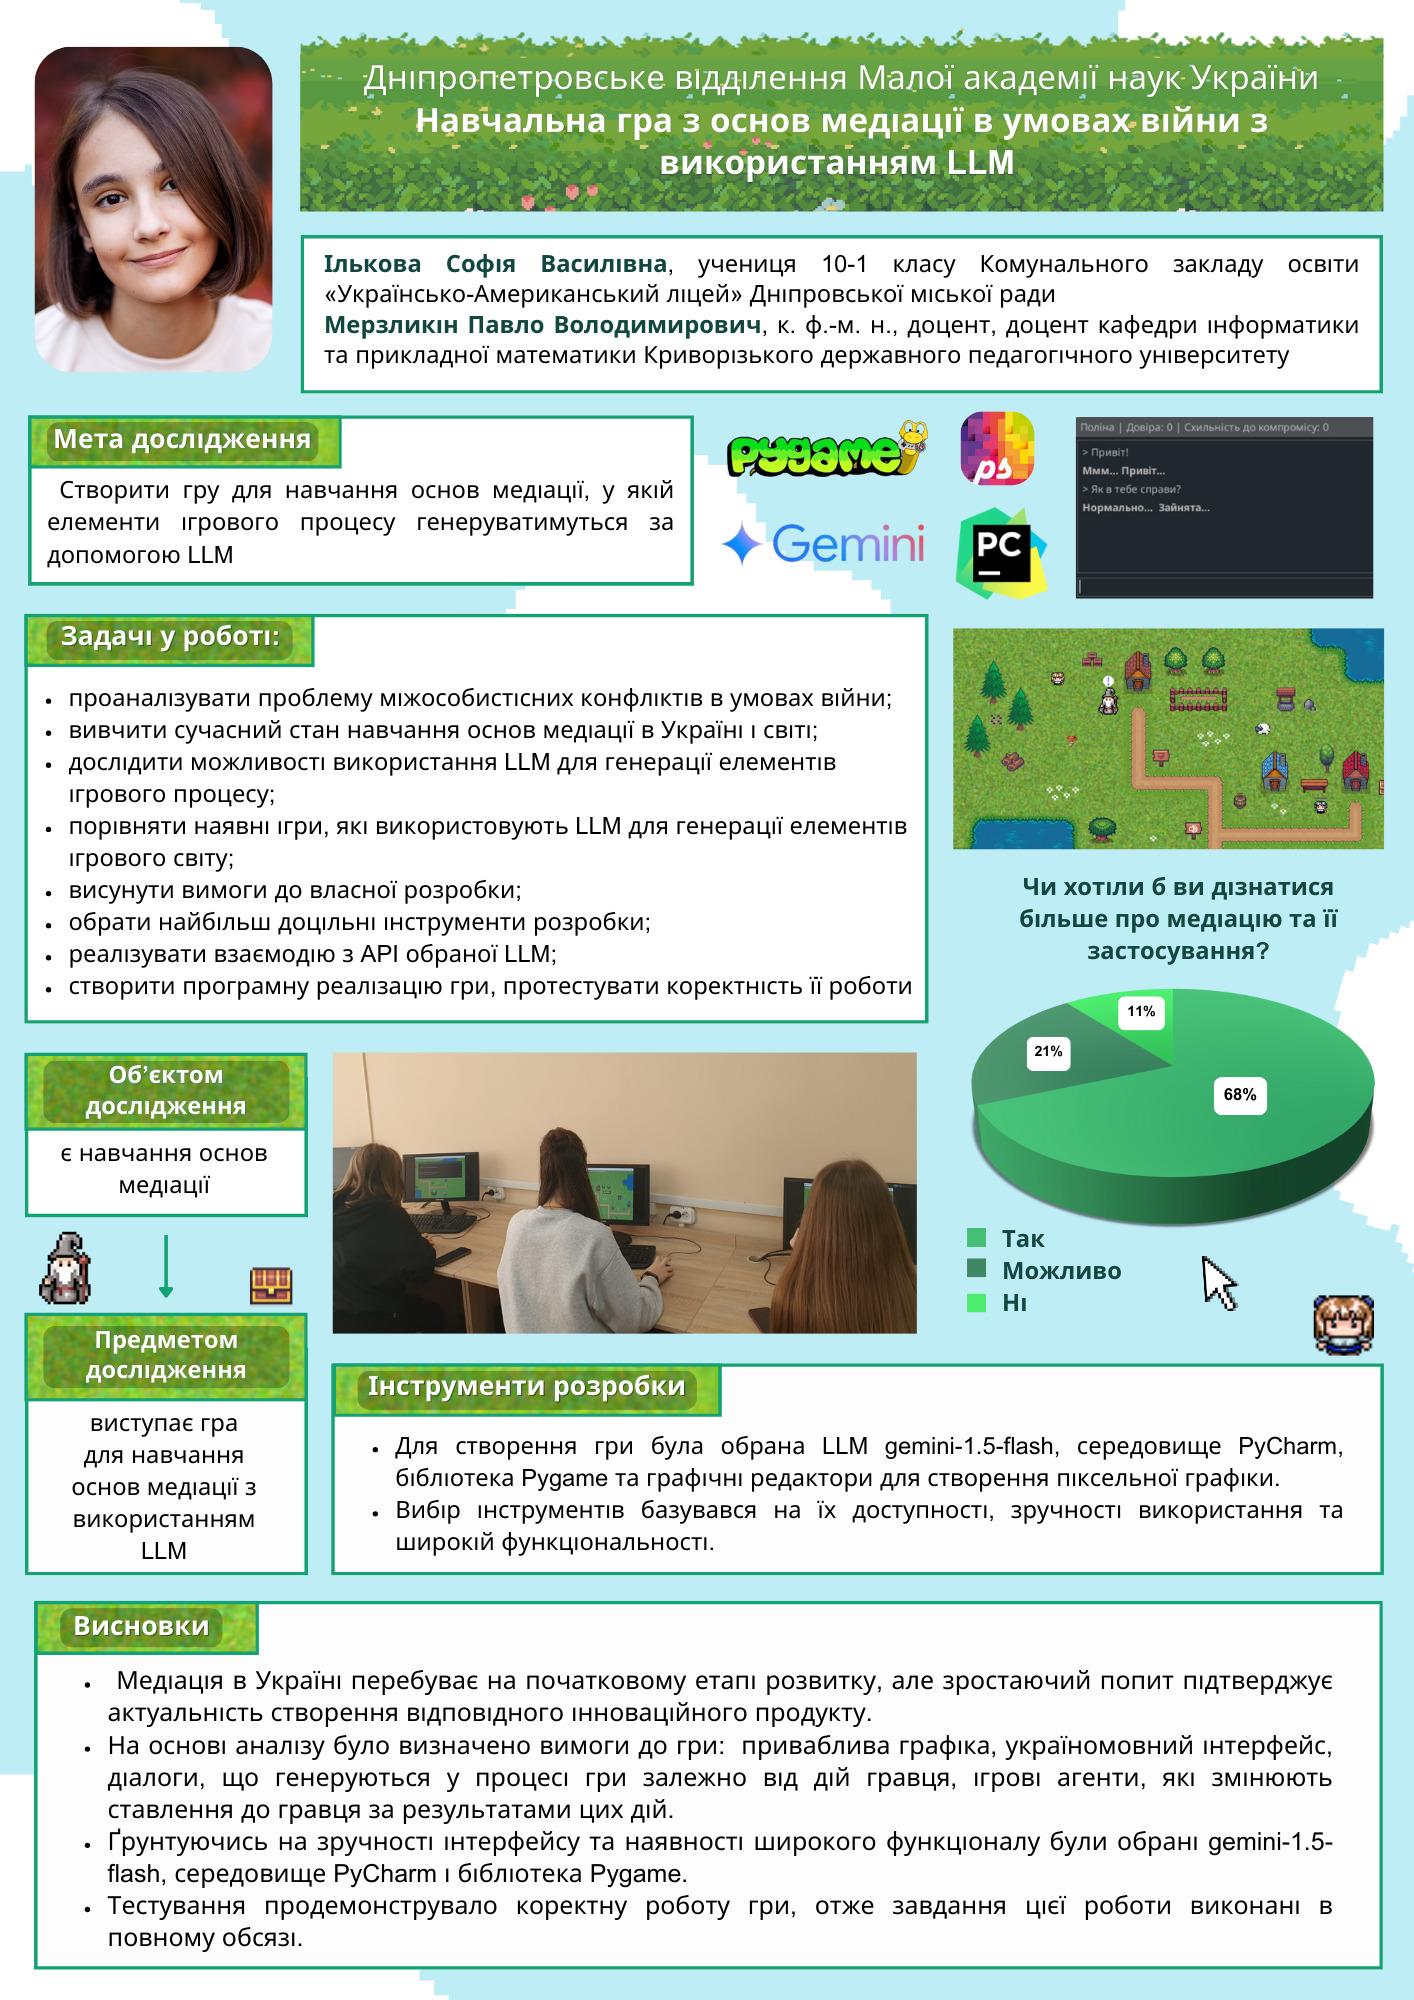 Дніпропетровське відділення Малої академії наук України
Навчальна гра з основ медіації в умовах війни з
використанням LLM
Ількова Софія Василівна, учениця 10-1 класу Комунального закладу освіти
«Українсько-Американський ліцей» Дніпровської міської ради
Мерзликін Павло Володимирович, к. ф.-м. н., доцент, доцент кафедри інформатики
та прикладної математики Криворізького державного педагогічного університету
Мета дослідження
Створити гру для навчання основ медіації, у якій
елементи ігрового процесу генеруватимуться за
допомогою LLM
pygame
ps
Gemini
PC
Поліна | Довіра: 0 | Схильність до компромісу: 0
> Привіт!
Ммм... Привіт...
> Як в тебе справи?
Нормально... Зайнята...
Задачі у роботі:
• проаналізувати проблему міжособистісних конфліктів в умовах війни;
• вивчити сучасний стан навчання основ медіації в Україні і світі;
• дослідити можливості використання LLM для генерації елементів
ігрового процесу;
• порівняти наявні ігри, які використовують LLM для генерації елементів
ігрового світу;
• висунути вимоги до власної розробки;
• обрати найбільш доцільні інструменти розробки;
• реалізувати взаємодію з API обраної LLM;
• створити програмну реалізацію гри, протестувати коректність її роботи
Чи хотіли б ви дізнатися
більше про медіацію та її
застосування?
11%
21%
68%
Так
Можливо
Ні
Об’єктом
дослідження
є навчання основ
медіації
Предметом
дослідження
виступає гра
для навчання
основ медіації з
використанням
LLM
Інструменти розробки
• Для створення гри була обрана LLM gemini-1.5-flash, середовище PyCharm,
бібліотека Pygame та графічні редактори для створення піксельної графіки.
• Вибір інструментів базувався на їх доступності, зручності використання та
широкій функціональності.
Висновки
• Медіація в Україні перебуває на початковому етапі розвитку, але зростаючий попит підтверджує
актуальність створення відповідного інноваційного продукту.
• На основі аналізу було визначено вимоги до гри: приваблива графіка, україномовний інтерфейс,
діалоги, що генеруються у процесі гри залежно від дій гравця, ігрові агенти, які змінюють
ставлення до гравця за результатами цих дій.
• Ґрунтуючись на зручності інтерфейсу та наявності широкого функціоналу були обрані gemini-1.5-
flash, середовище PyCharm і бібліотека Pygame.
• Тестування продемонструвало коректну роботу гри, отже завдання цієї роботи виконані в
повному обсязі.